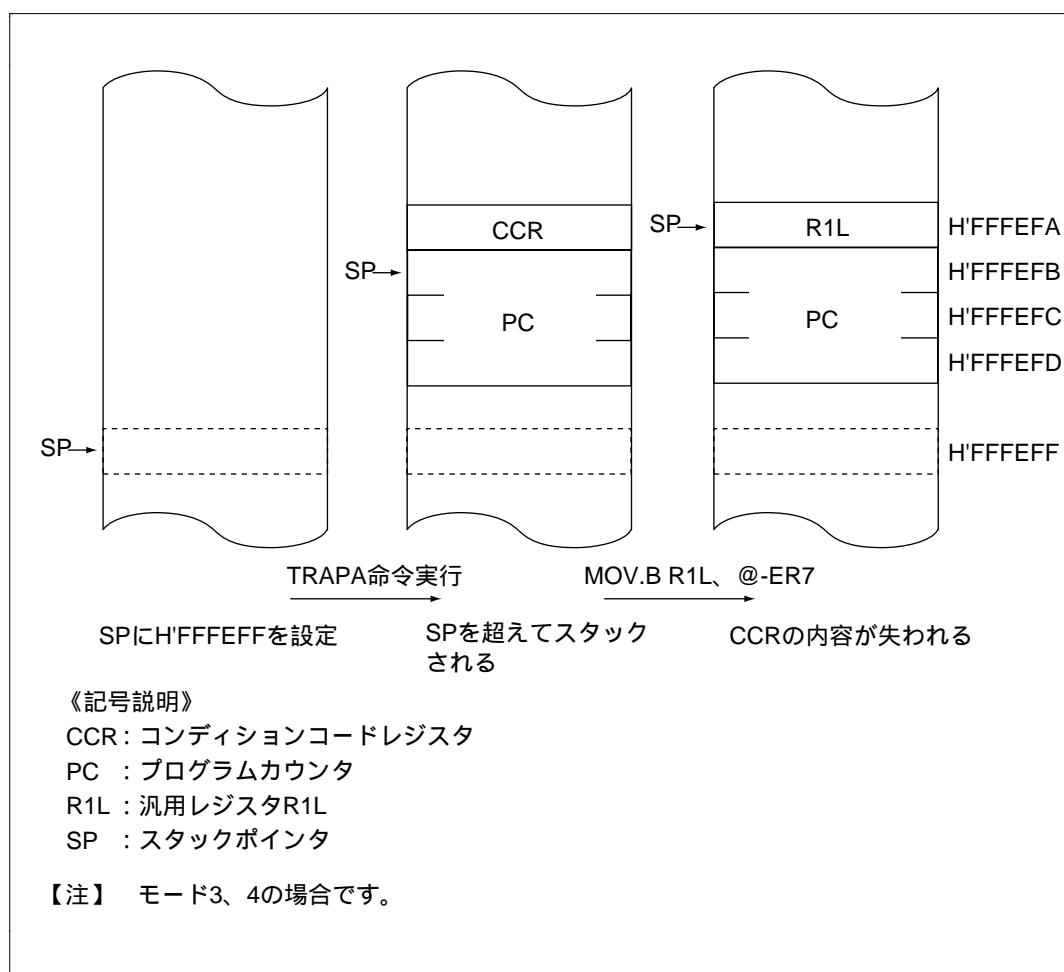 CCR
SP
R1L
H'FFFEFA
SP
H'FFFEFB
PC
PC
H'FFFEFC
H'FFFEFD
SP
H'FFFEFF
TRAPA命令実行
MOV.B R1L、@-ER7
SPにH'FFFEFFを設定
SPを超えてスタック
される
CCRの内容が失われる
《記号説明》
CCR：コンディションコードレジスタ
PC ：プログラムカウンタ
R1L ：汎用レジスタR1L
SP ：スタックポインタ
【注】 モード3、4の場合です。